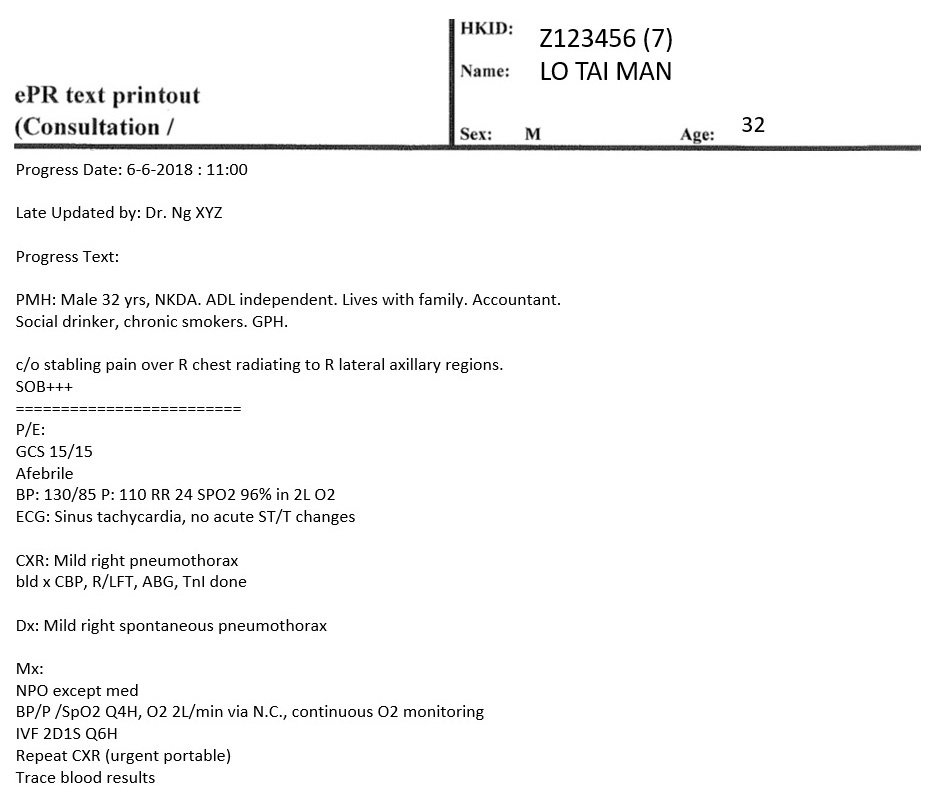 HKID: Z123456 (7)
Name: LO TAI MAN
ePR text printout
(Consultation /
Sex: M Age: 32
Progress Date: 6-6-2018 : 11:00
Late Updated by: Dr. Ng XYZ
Progress Text:
PMH: Male 32 yrs, NKDA. ADL independent. Lives with family. Accountant.
Social drinker, chronic smokers. GPH.
c/o stabling pain over R chest radiating to R lateral axillary regions.
SOB+++
=========================
P/E:
GCS 15/15
Afebrile
BP: 130/85 P: 110 RR 24 SPO2 96% in 2L O2
ECG: Sinus tachycardia, no acute ST/T changes
CXR: Mild right pneumothorax
bld x CBP, R/LFT, ABG, TnI done
Dx: Mild right spontaneous pneumothorax
Mx:
NPO except med
BP/P /SpO2 Q4H, O2 2L/min via N.C., continuous O2 monitoring
IVF 2D1S Q6H
Repeat CXR (urgent portable)
Trace blood results